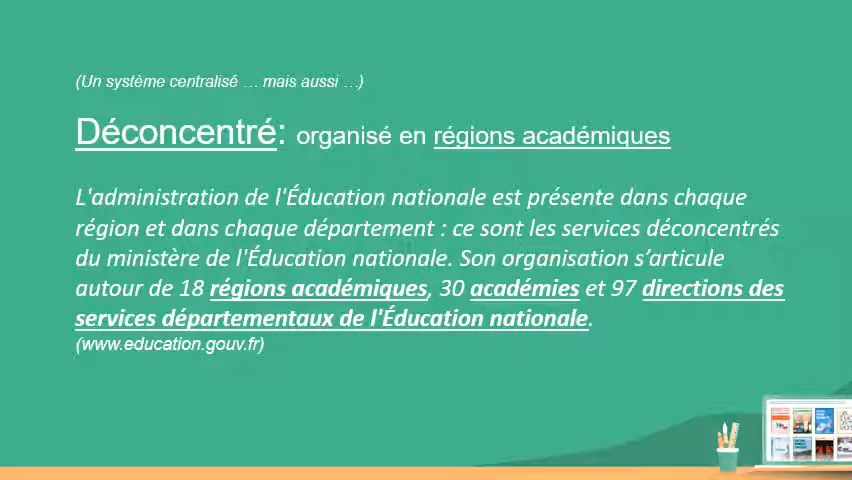 (Un système centralisé … mais aussi …)
Déconcentré: organisé en régions académiques
L'administration de l'Éducation nationale est présente dans chaque
région et dans chaque département : ce sont les services déconcentrés
du ministère de l'Éducation nationale. Son organisation s’articule
autour de 18 régions académiques, 30 académies et 97 directions des
services départementaux de l'Éducation nationale.
(www.education.gouv.fr)